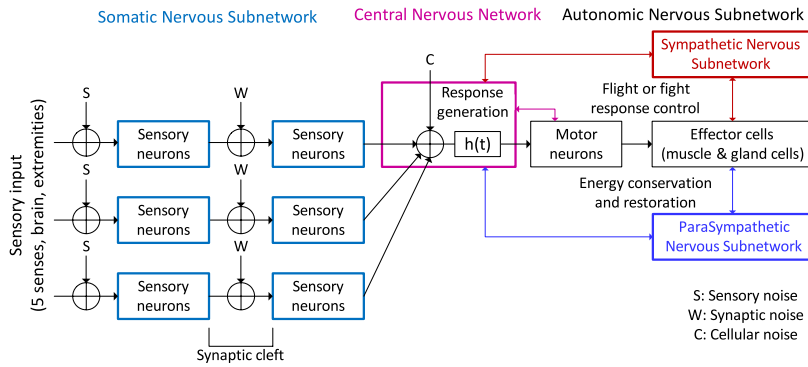 Somatic Nervous Subnetwork
Central Nervous Network
Autonomic Nervous Subnetwork
Sympathetic Nervous
Subnetwork
C
S
W
Response
generation
Flight or fight
response control
Sensory
neurons
Sensory
neurons
h(t)
Motor
neurons
Effector cells
(muscle & gland cells)
S
W
Sensory input
(5 senses, brain, extremities)
Sensory
neurons
Sensory
neurons
Energy conservation
and restoration
ParaSympathetic
Nervous Subnetwork
S
W
Sensory
neurons
Sensory
neurons
Synaptic cleft
S: Sensory noise
W: Synaptic noise
C: Cellular noise